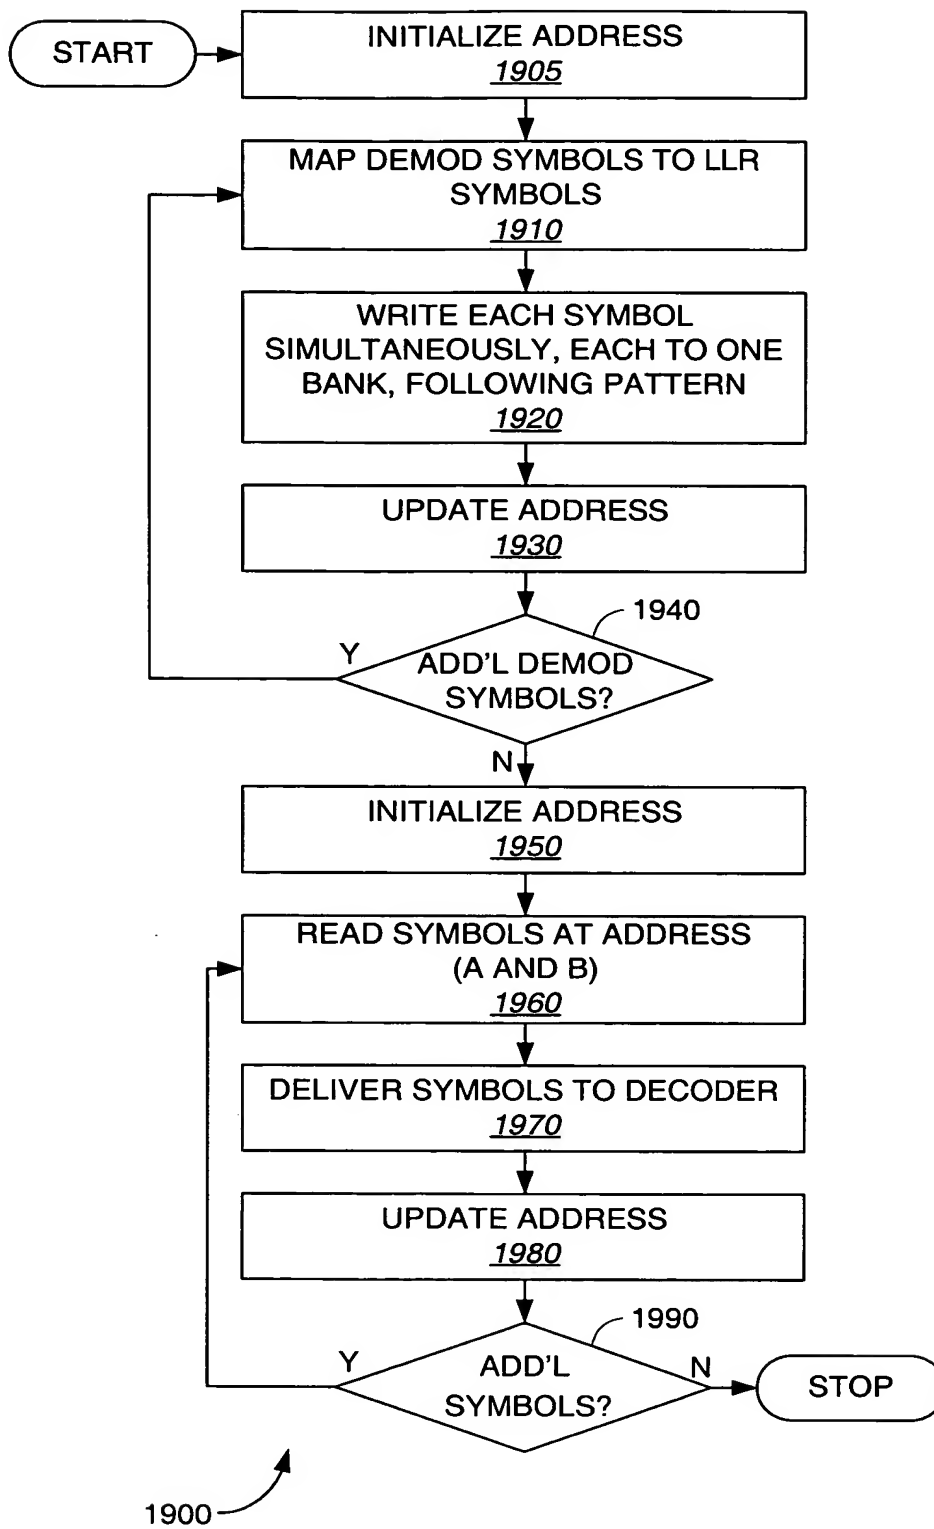 START
INITIALIZE ADDRESS
1905
MAP DEMOD SYMBOLS TO LLR
SYMBOLS
1910
WRITE EACH SYMBOL
SIMULTANEOUSLY, EACH TO ONE
BANK, FOLLOWING PATTERN
1920
UPDATE ADDRESS
1930
1940
Y
ADD'L DEMOD
SYMBOLS?
N
INITIALIZE ADDRESS
1950
READ SYMBOLS AT ADDRESS
(A AND B)
1960
DELIVER SYMBOLS TO DECODER
1970
UPDATE ADDRESS
1980
1990
Y
ADD'L
SYMBOLS?
N
STOP
1900